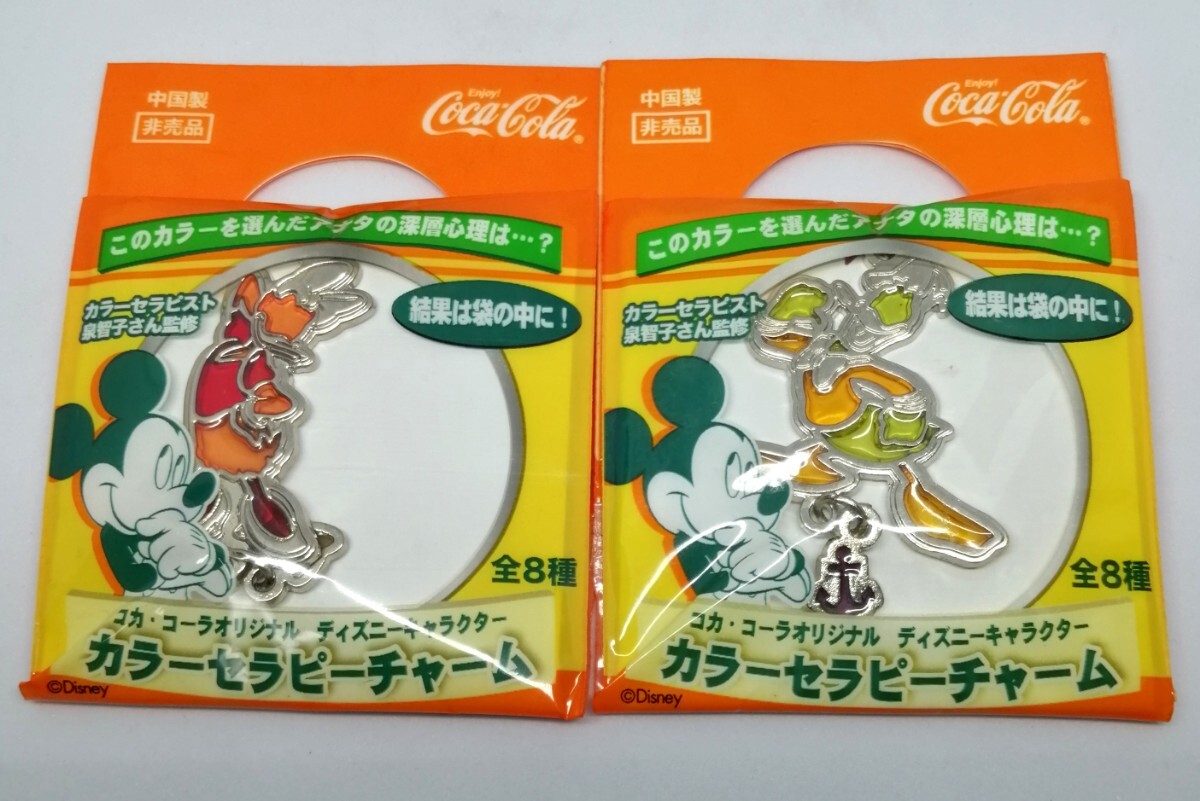 中国製
非売品
Enjoy!
Coca-Cola®
このカラーを選んだアナタの深層心理は…?
カラーセラピスト
泉智子さん監修
結果は袋の中に!
全8種
コカ・コーラオリジナル ディズニーキャラクター
カラーセラピーチャーム
©Disney
中国製
非売品
Enjoy!
Coca-Cola®
このカラーを選んだアナタの深層心理は…?
カラーセラピスト
泉智子さん監修
結果は袋の中に!
全8種
コカ・コーラオリジナル ディズニーキャラクター
カラーセラピーチャーム
©Disney